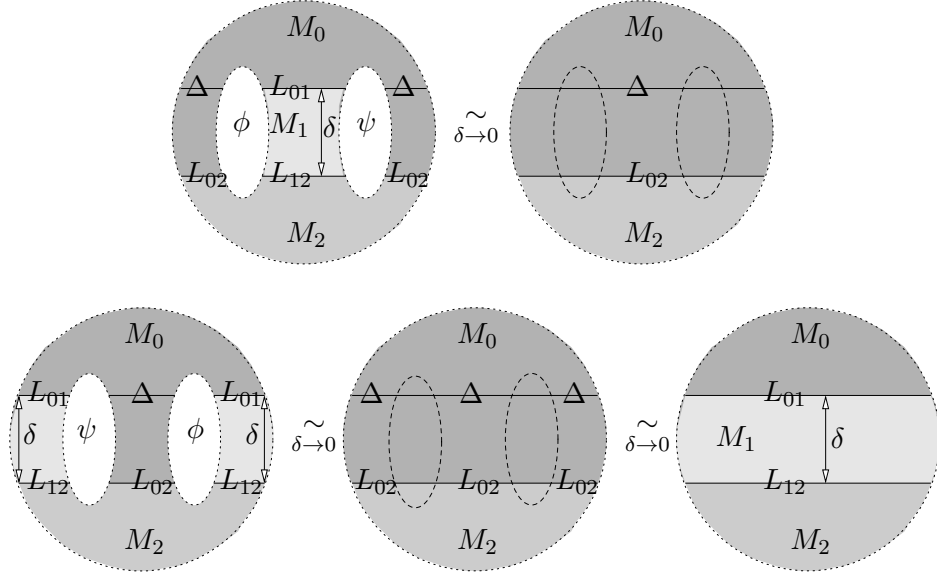 M₀ M₀
Δ L₀₁ Δ Δ
ϕ M₁ δ ψ ∼ δ→0
L₀₂ L₁₂ L₀₂ L₀₂
M₂ M₂
M₀ M₀ M₀
L₀₁ Δ L₀₁ Δ Δ Δ L₀₁
δ ψ ϕ δ ∼ δ→0 ∼ δ→0 M₁ δ
L₁₂ L₀₂ L₁₂ L₀₂ L₀₂ L₀₂ L₁₂
M₂ M₂ M₂